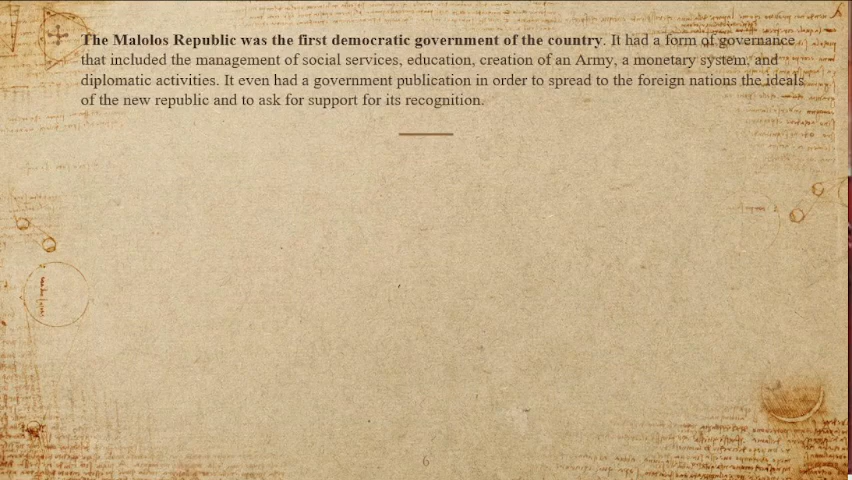 The Malolos Republic was the first democratic government of the country. It had a form of governance
that included the management of social services, education, creation of an Army, a monetary system, and
diplomatic activities. It even had a government publication in order to spread to the foreign nations the ideals
of the new republic and to ask for support for its recognition.
6